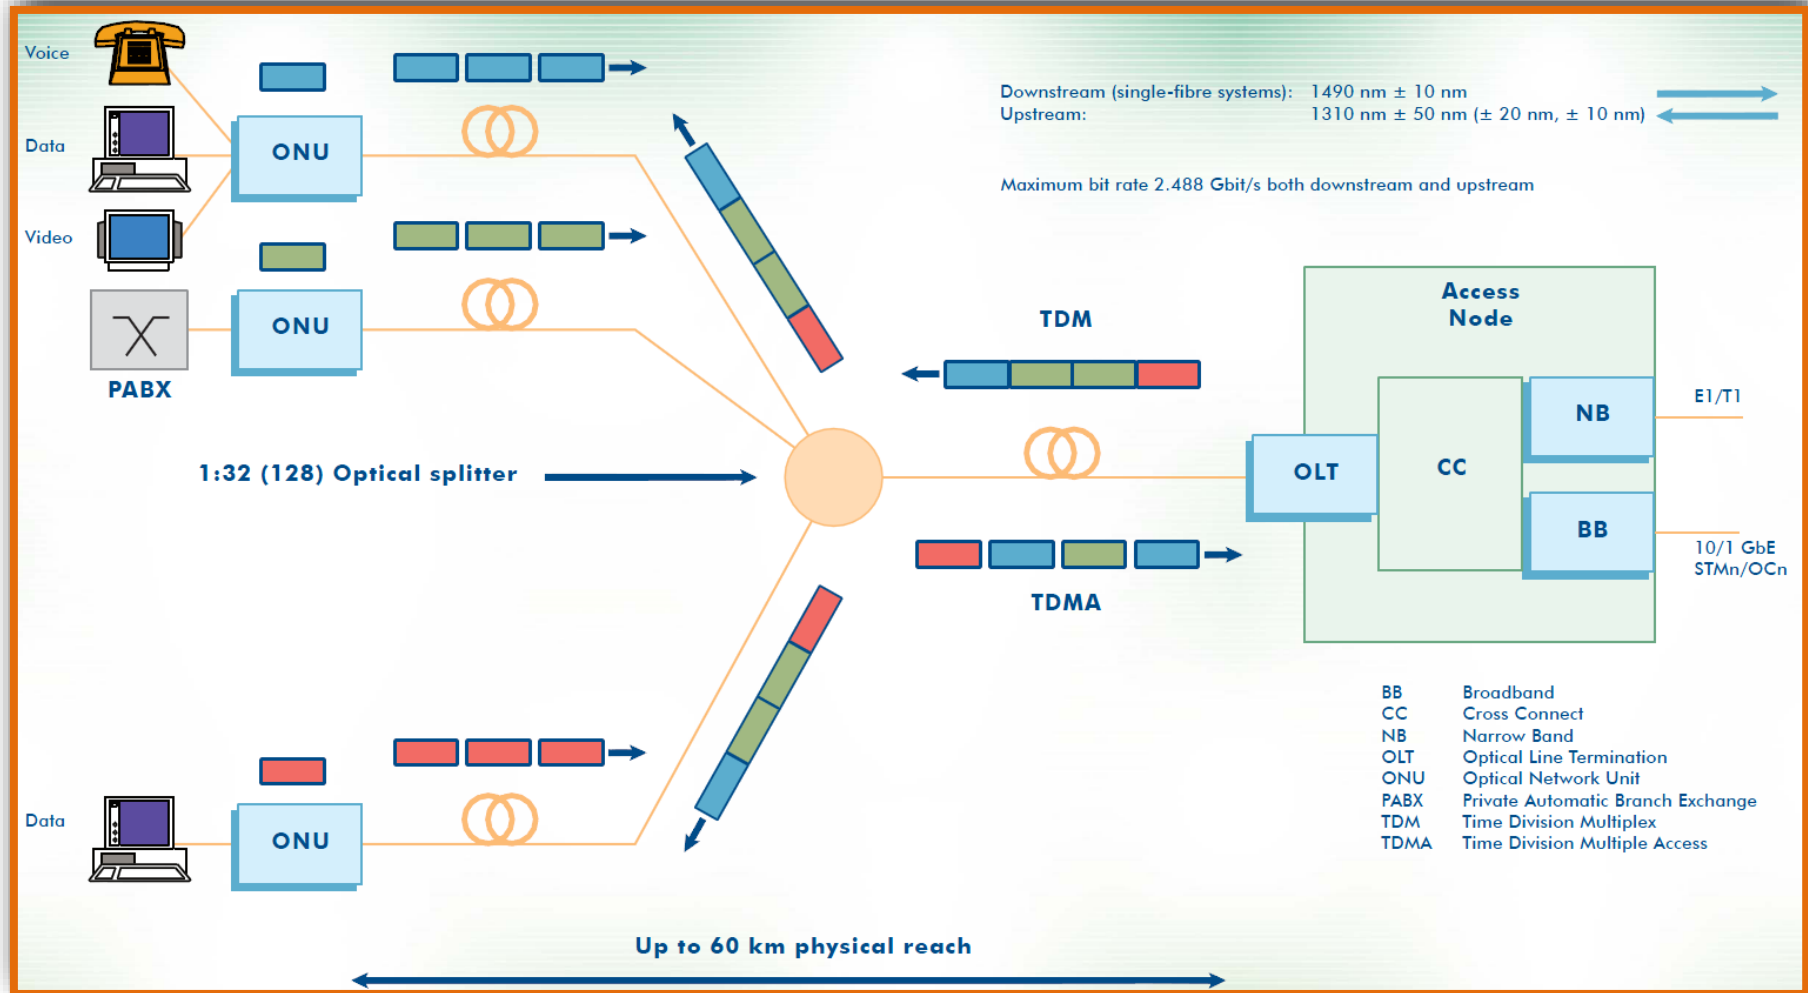 Voice
Data
Video
ONU
ONU
PABX
Downstream (single-fibre systems): 1490 nm ± 10 nm
Upstream: 1310 nm ± 50 nm (± 20 nm, ± 10 nm)
Maximum bit rate 2.488 Gbit/s both downstream and upstream
TDM
Access
Node
NB
E1/T1
1:32 (128) Optical splitter
OLT
CC
BB
10/1 GbE
STMn/OCn
TDMA
Data
ONU
BB Broadband
CC Cross Connect
NB Narrow Band
OLT Optical Line Termination
ONU Optical Network Unit
PABX Private Automatic Branch Exchange
TDM Time Division Multiplex
TDMA Time Division Multiple Access
Up to 60 km physical reach